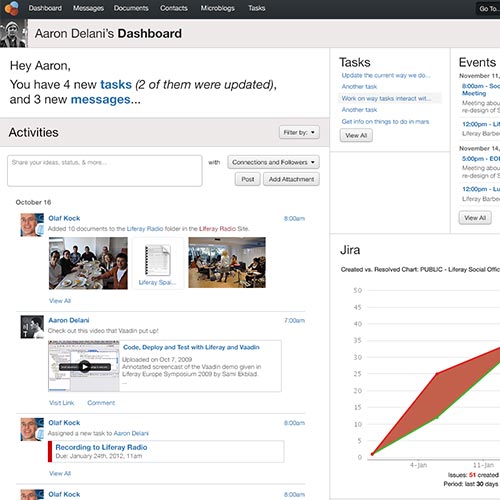 Dashboard Messages Documents Contacts Microblogs Tasks Go To..
Aaron Delani's Dashboard
Hey Aaron,
You have 4 new tasks (2 of them were updated),
and 3 new messages...
Activities
Filter by:
Share your ideas, status, & more...
with
Connections and Followers
Post
Add Attachment
October 16
Olaf Kock 8:00am
Added 10 documents to the Liferay Radio folder in the Liferay Radio Site.
Liferay Spai...
View All
Aaron Delani 7:00am
Check out this video that Vaadin put up!
Code, Deploy and Test with Liferay and Vaadin
Uploaded on Oct 7, 2009
Annotated screencast of the Vaadin demo given in
Liferay Europe Symposium 2009 by Sami Ekblad.
...
Visit Link Comment
Olaf Kock 8:00am
Assigned a new task to Aaron Delani
Recording to Liferay Radio
Due: January 24th, 2012, 11am
View All
Olaf Kock 8:00am
Tasks
Update the current way we do...
Another task
Work on way tasks interact wit...
Another task
Get info on things to do in mars
View All
Events
November 11,
8:00am - Soc
Meeting
Meeting abou
re-design of S
12:00pm - Lif
Liferay Barbe
November 14,
5:00pm - EO
Meeting abou
re-design of S
12:00pm - Lu
Liferay Barbe
View All
Jira
Created vs. Resolved Chart: PUBLIC - Liferay Social Offic
50
45
40
35
30
25
20
15
10
5
0
4-Jan 11-Jan
Issues: 51 created
Period: last 30 days